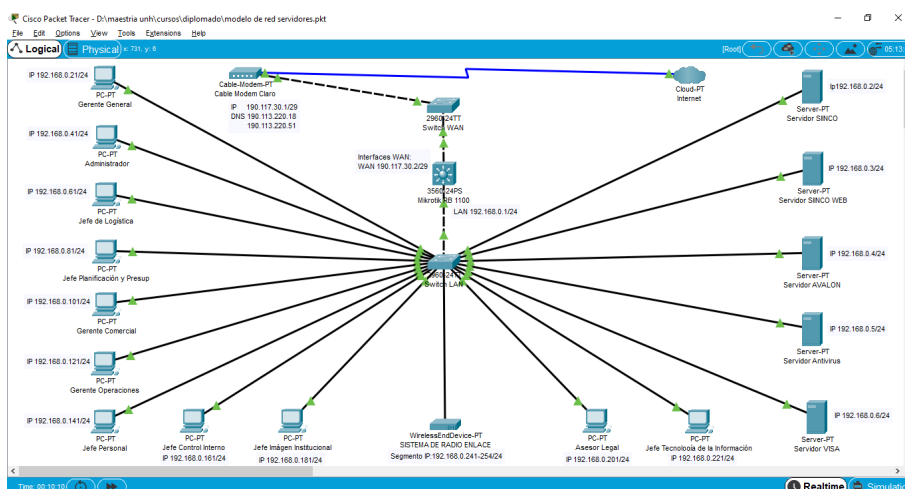 Cisco Packet Tracer - D:\maestria unh\cursos\diplomado\modelo de red servidores.pkt
File Edit Options View Tools Extensions Help
Logical Physical x: 731, y: 6 [Root] 05:13:
IP 192.168.0.21/24
PC-PT
Gerente General
IP 192.168.0.41/24
PC-PT
Administrador
IP 192.168.0.61/24
PC-PT
Jefe de Logística
IP 192.168.0.81/24
PC-PT
Jefe Planificación y Presup
IP 192.168.0.101/24
PC-PT
Gerente Comercial
IP 192.168.0.121/24
PC-PT
Gerente Operaciones
IP 192.168.0.141/24
PC-PT
Jefe Personal
Cable-Modem-PT
Cable Modem Claro
IP 190.117.30.1/29
DNS 190.113.220.18
190.113.220.51
Cloud-PT
Internet
2960-24TT
Switch WAN
Interfaces WAN:
WAN 190.117.30.2/29
3560-24PS
Mikrotik RB 1100
LAN 192.168.0.1/24
2960-24TT
Switch LAN
Ip192.168.0.2/24
Server-PT
Servidor SIINCO
IP 192.168.0.3/24
Server-PT
Servidor SINCO WEB
IP 192.168.0.4/24
Server-PT
Servidor AVALON
IP 192.168.0.5/24
Server-PT
Servidor Antivirus
IP 192.168.0.6/24
Server-PT
Servidor VISA
PC-PT
Jefe Control Interno
IP 192.168.0.161/24
PC-PT
Jefe Imágen Institucional
IP 192.168.0.181/24
WirelessEndDevice-PT
SISTEMA DE RADIO ENLACE
Segmento IP:192.168.0.241-254/24
PC-PT
Asesor Legal
IP 192.168.0.201/24
PC-PT
Jefe Tecnología de la Información
IP 192.168.0.221/24
Time: 00:10:10 Realtime Simulatio